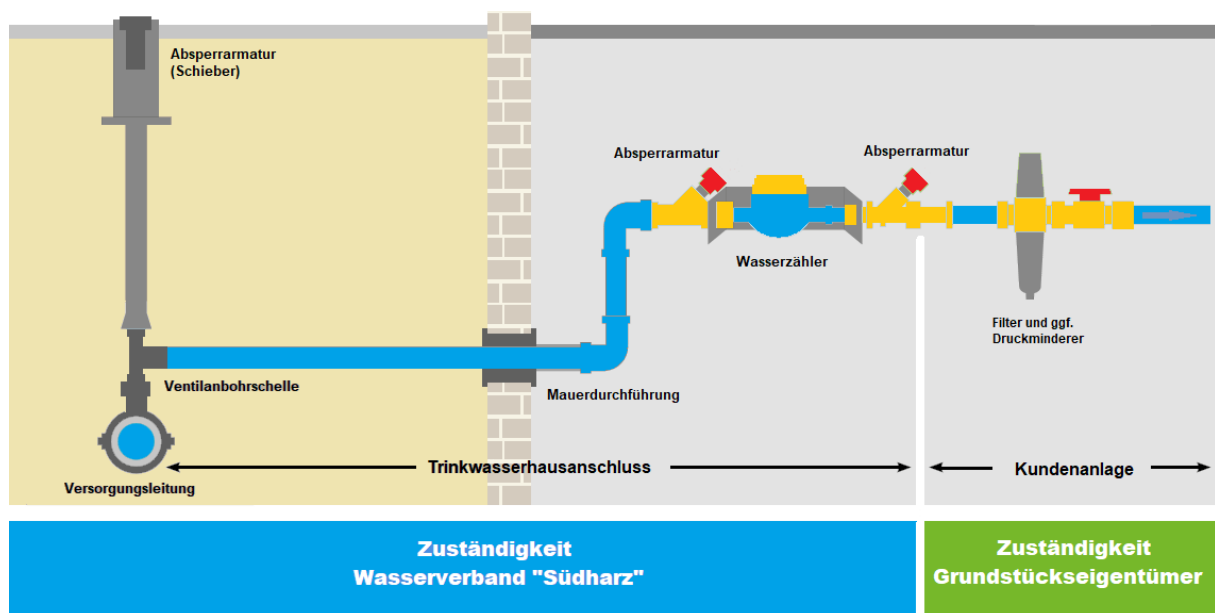 Absperrarmatur
(Schieber)
Absperrarmatur
Absperrarmatur
Wasserzähler
Filter und ggf.
Druckminderer
Ventilanbohrschelle
Mauerdurchführung
Trinkwasserhausanschluss
Kundenanlage
Versorgungsleitung
Zuständigkeit
Wasserverband "Südharz"
Zuständigkeit
Grundstückseigentümer